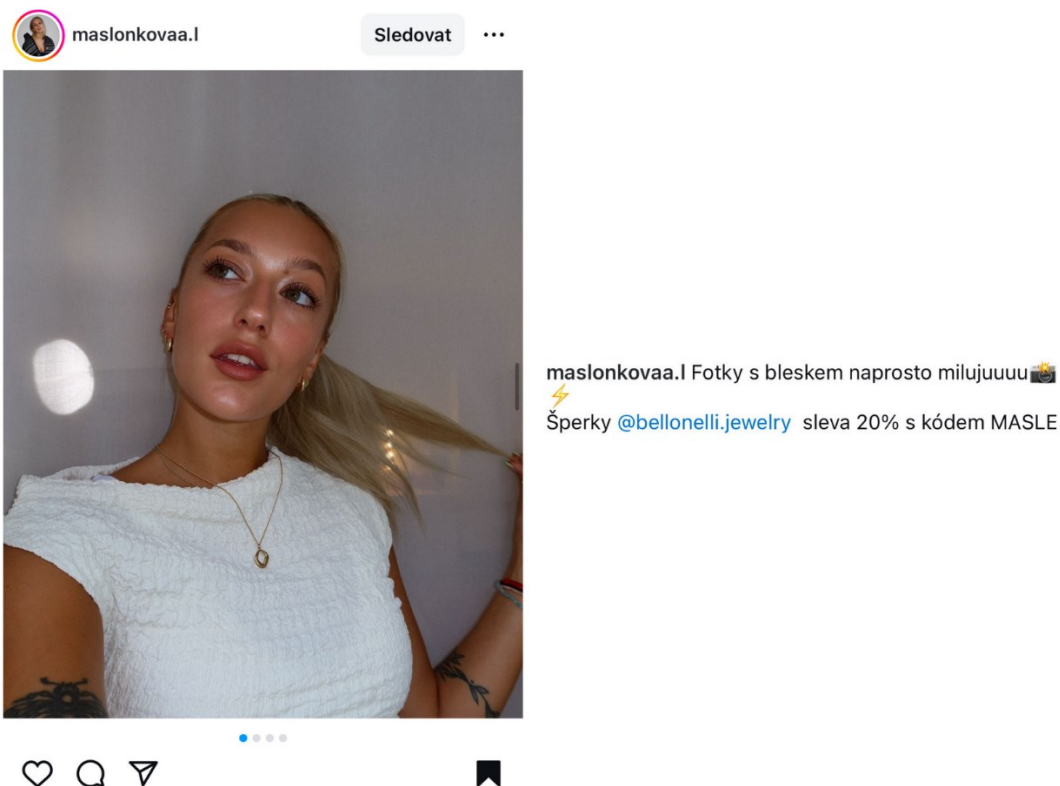 maslonkovaa.l
Sledovat
maslonkovaa.l Fotky s bleskem naprosto milujuuuu📸
⚡
Šperky @bellonelli.jewelry sleva 20% s kódem MASLE